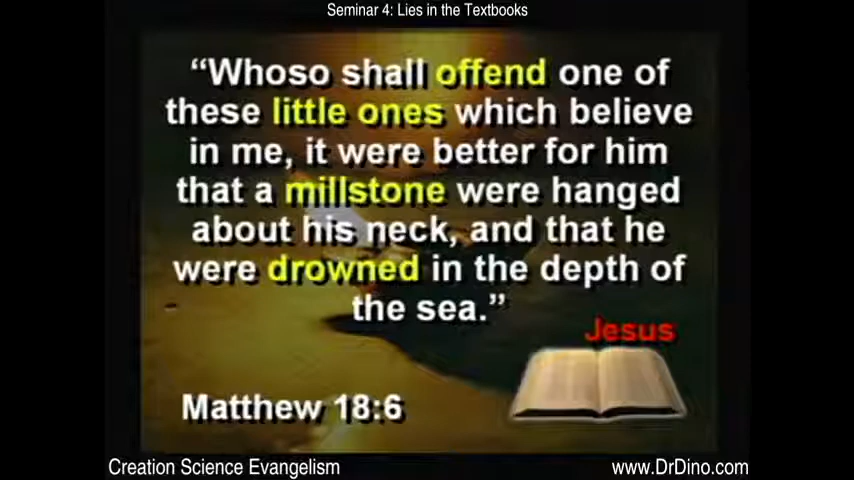 Seminar 4: Lies in the Textbooks
“Whoso shall offend one of
these little ones which believe
in me, it were better for him
that a millstone were hanged
about his neck, and that he
were drowned in the depth of
the sea.”
Jesus
Matthew 18:6
Creation Science Evangelism
www.DrDino.com